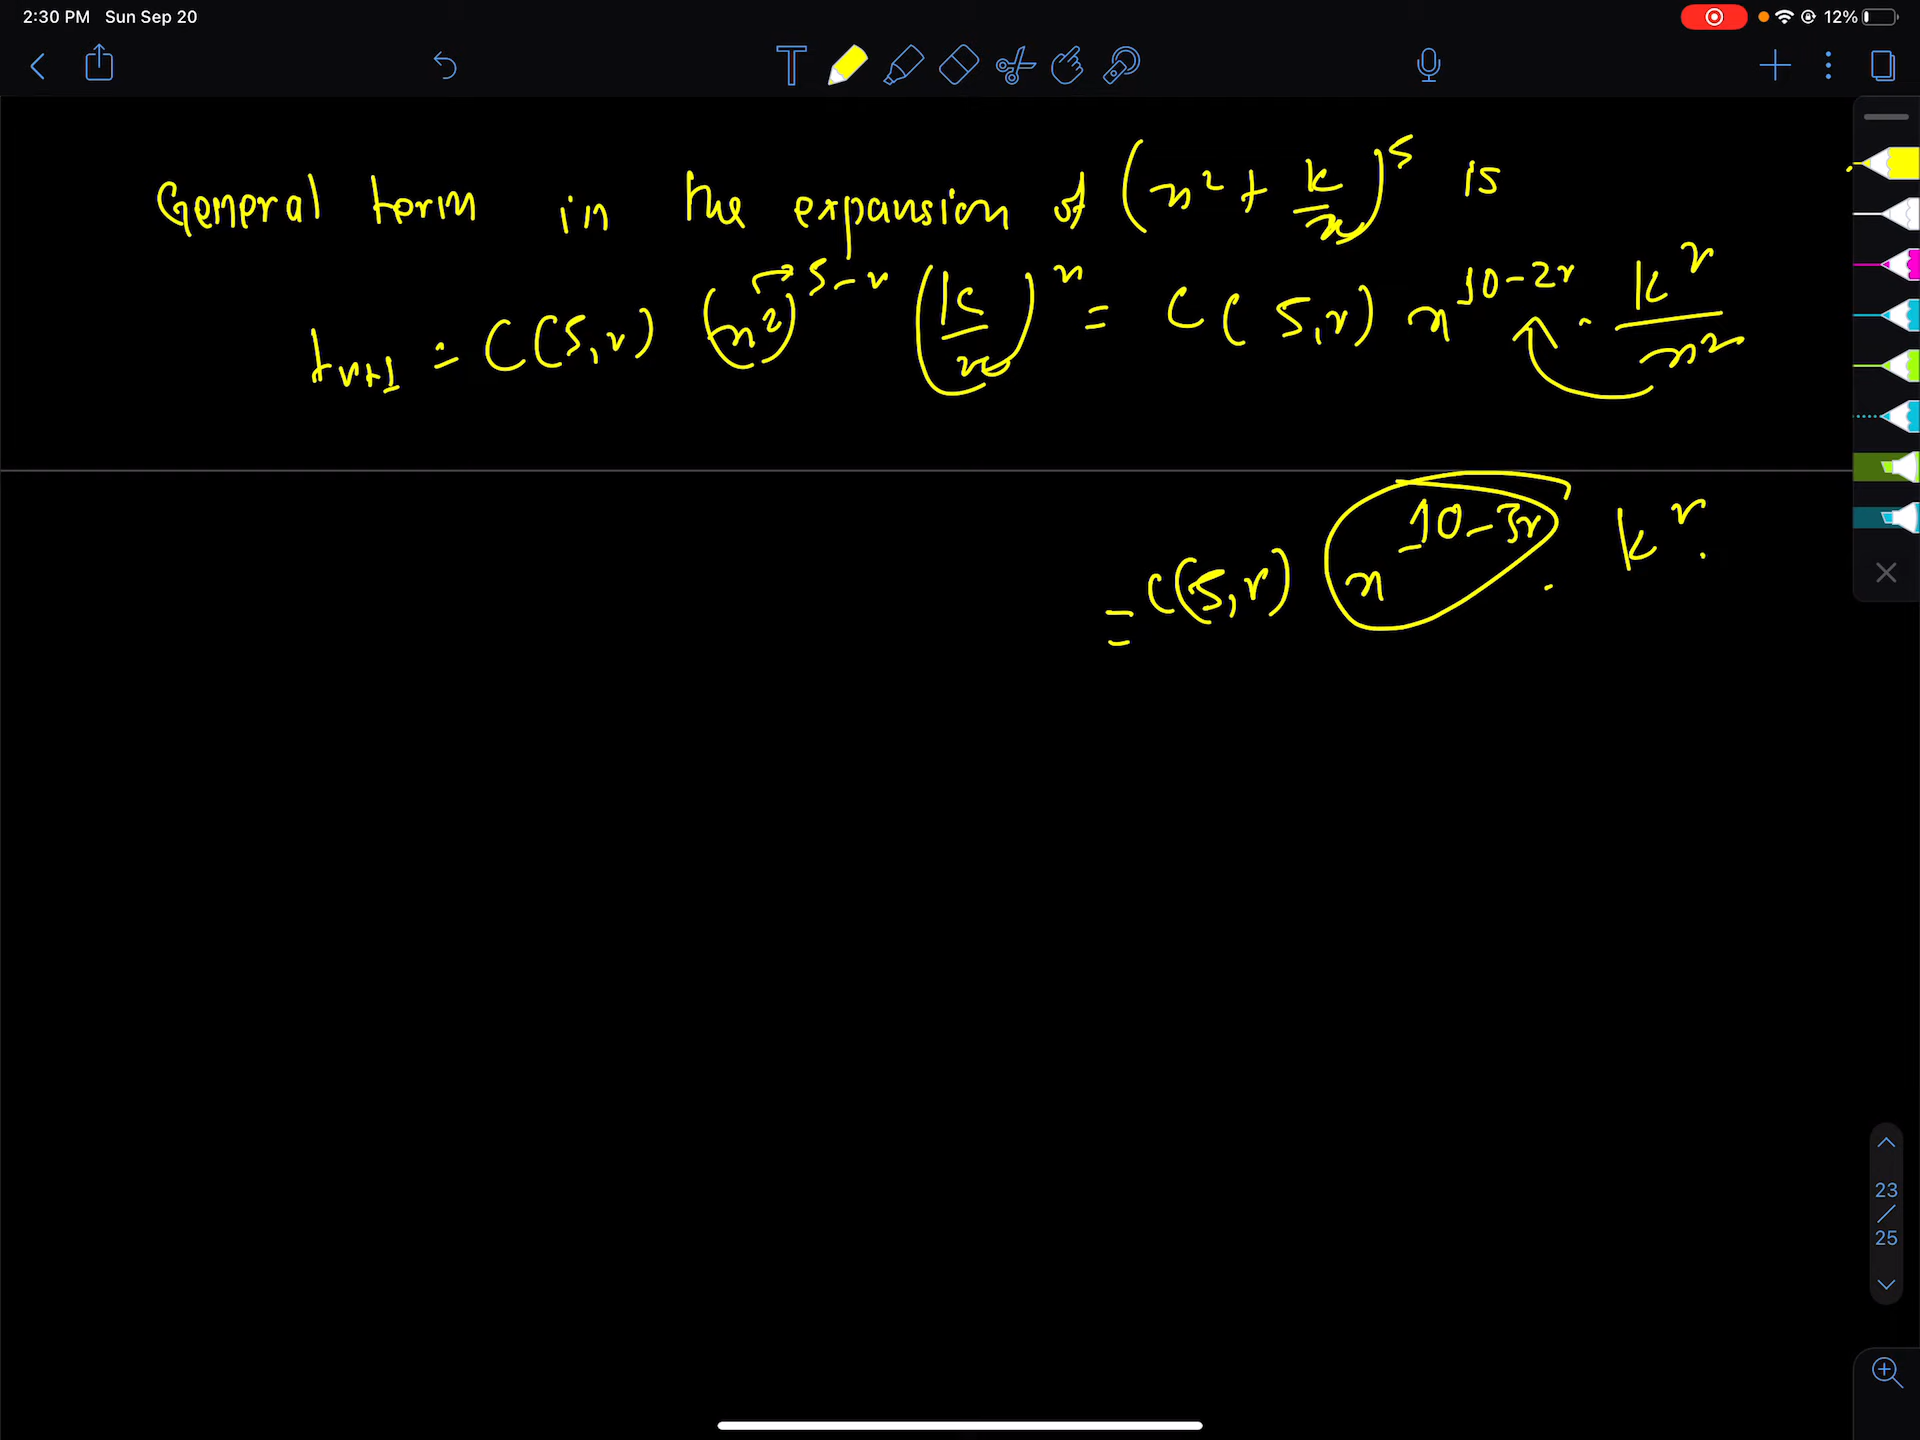 2:30 PM Sun Sep 20
12%
General term in the expansion of (x² + k/x)⁵ is
t_{r+1} = C(5,r) (x²)^{5-r} (k/x)^r = C(5,r) x^{10-2r} · k^r/x^r
= C(5,r) x^{10-3r} . k^r.
23
/
25